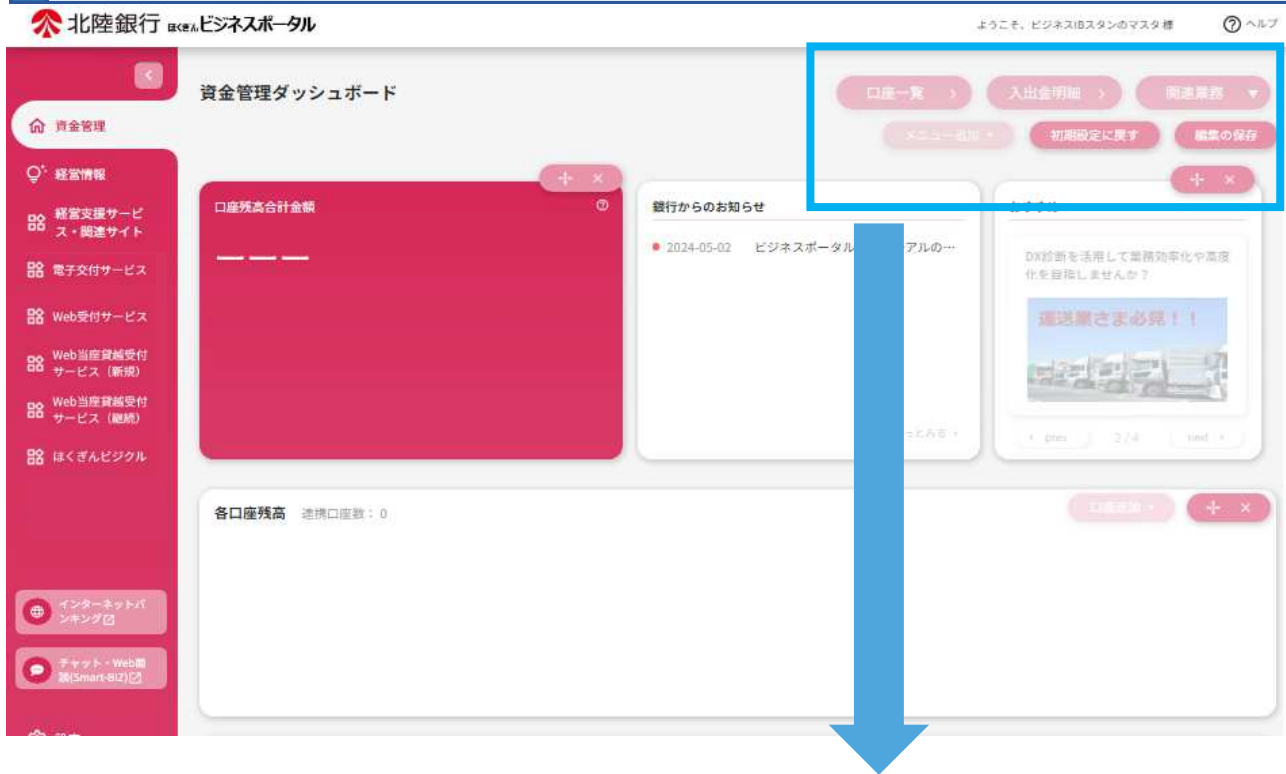 北陸銀行 ほくぎんビジネスポータル
ようこそ、ビジネスIBスタンのマスタ 様
ヘルプ
資金管理ダッシュボード
口座一覧
入出金明細
関連業務
メニュー追加
初期設定に戻す
編集の保存
資金管理
経営情報
経営支援サービ
ス・関連サイト
電子交付サービス
Web受付サービス
Web当座貸越受付
サービス（新規）
Web当座貸越受付
サービス（継続）
ほくぎんビジクル
インターネットバ
ンキング
チャット・Web面
談(Smart-BIZ)
口座残高合計金額
ーーー
銀行からのお知らせ
2024-05-02 ビジネスポータル
アルの…
DX診断を活用して業務効率化や高度
化を目指しませんか？
運送業さま必見！！
prev 2 / 4 next
各口座残高 連携口座数：0
口座追加